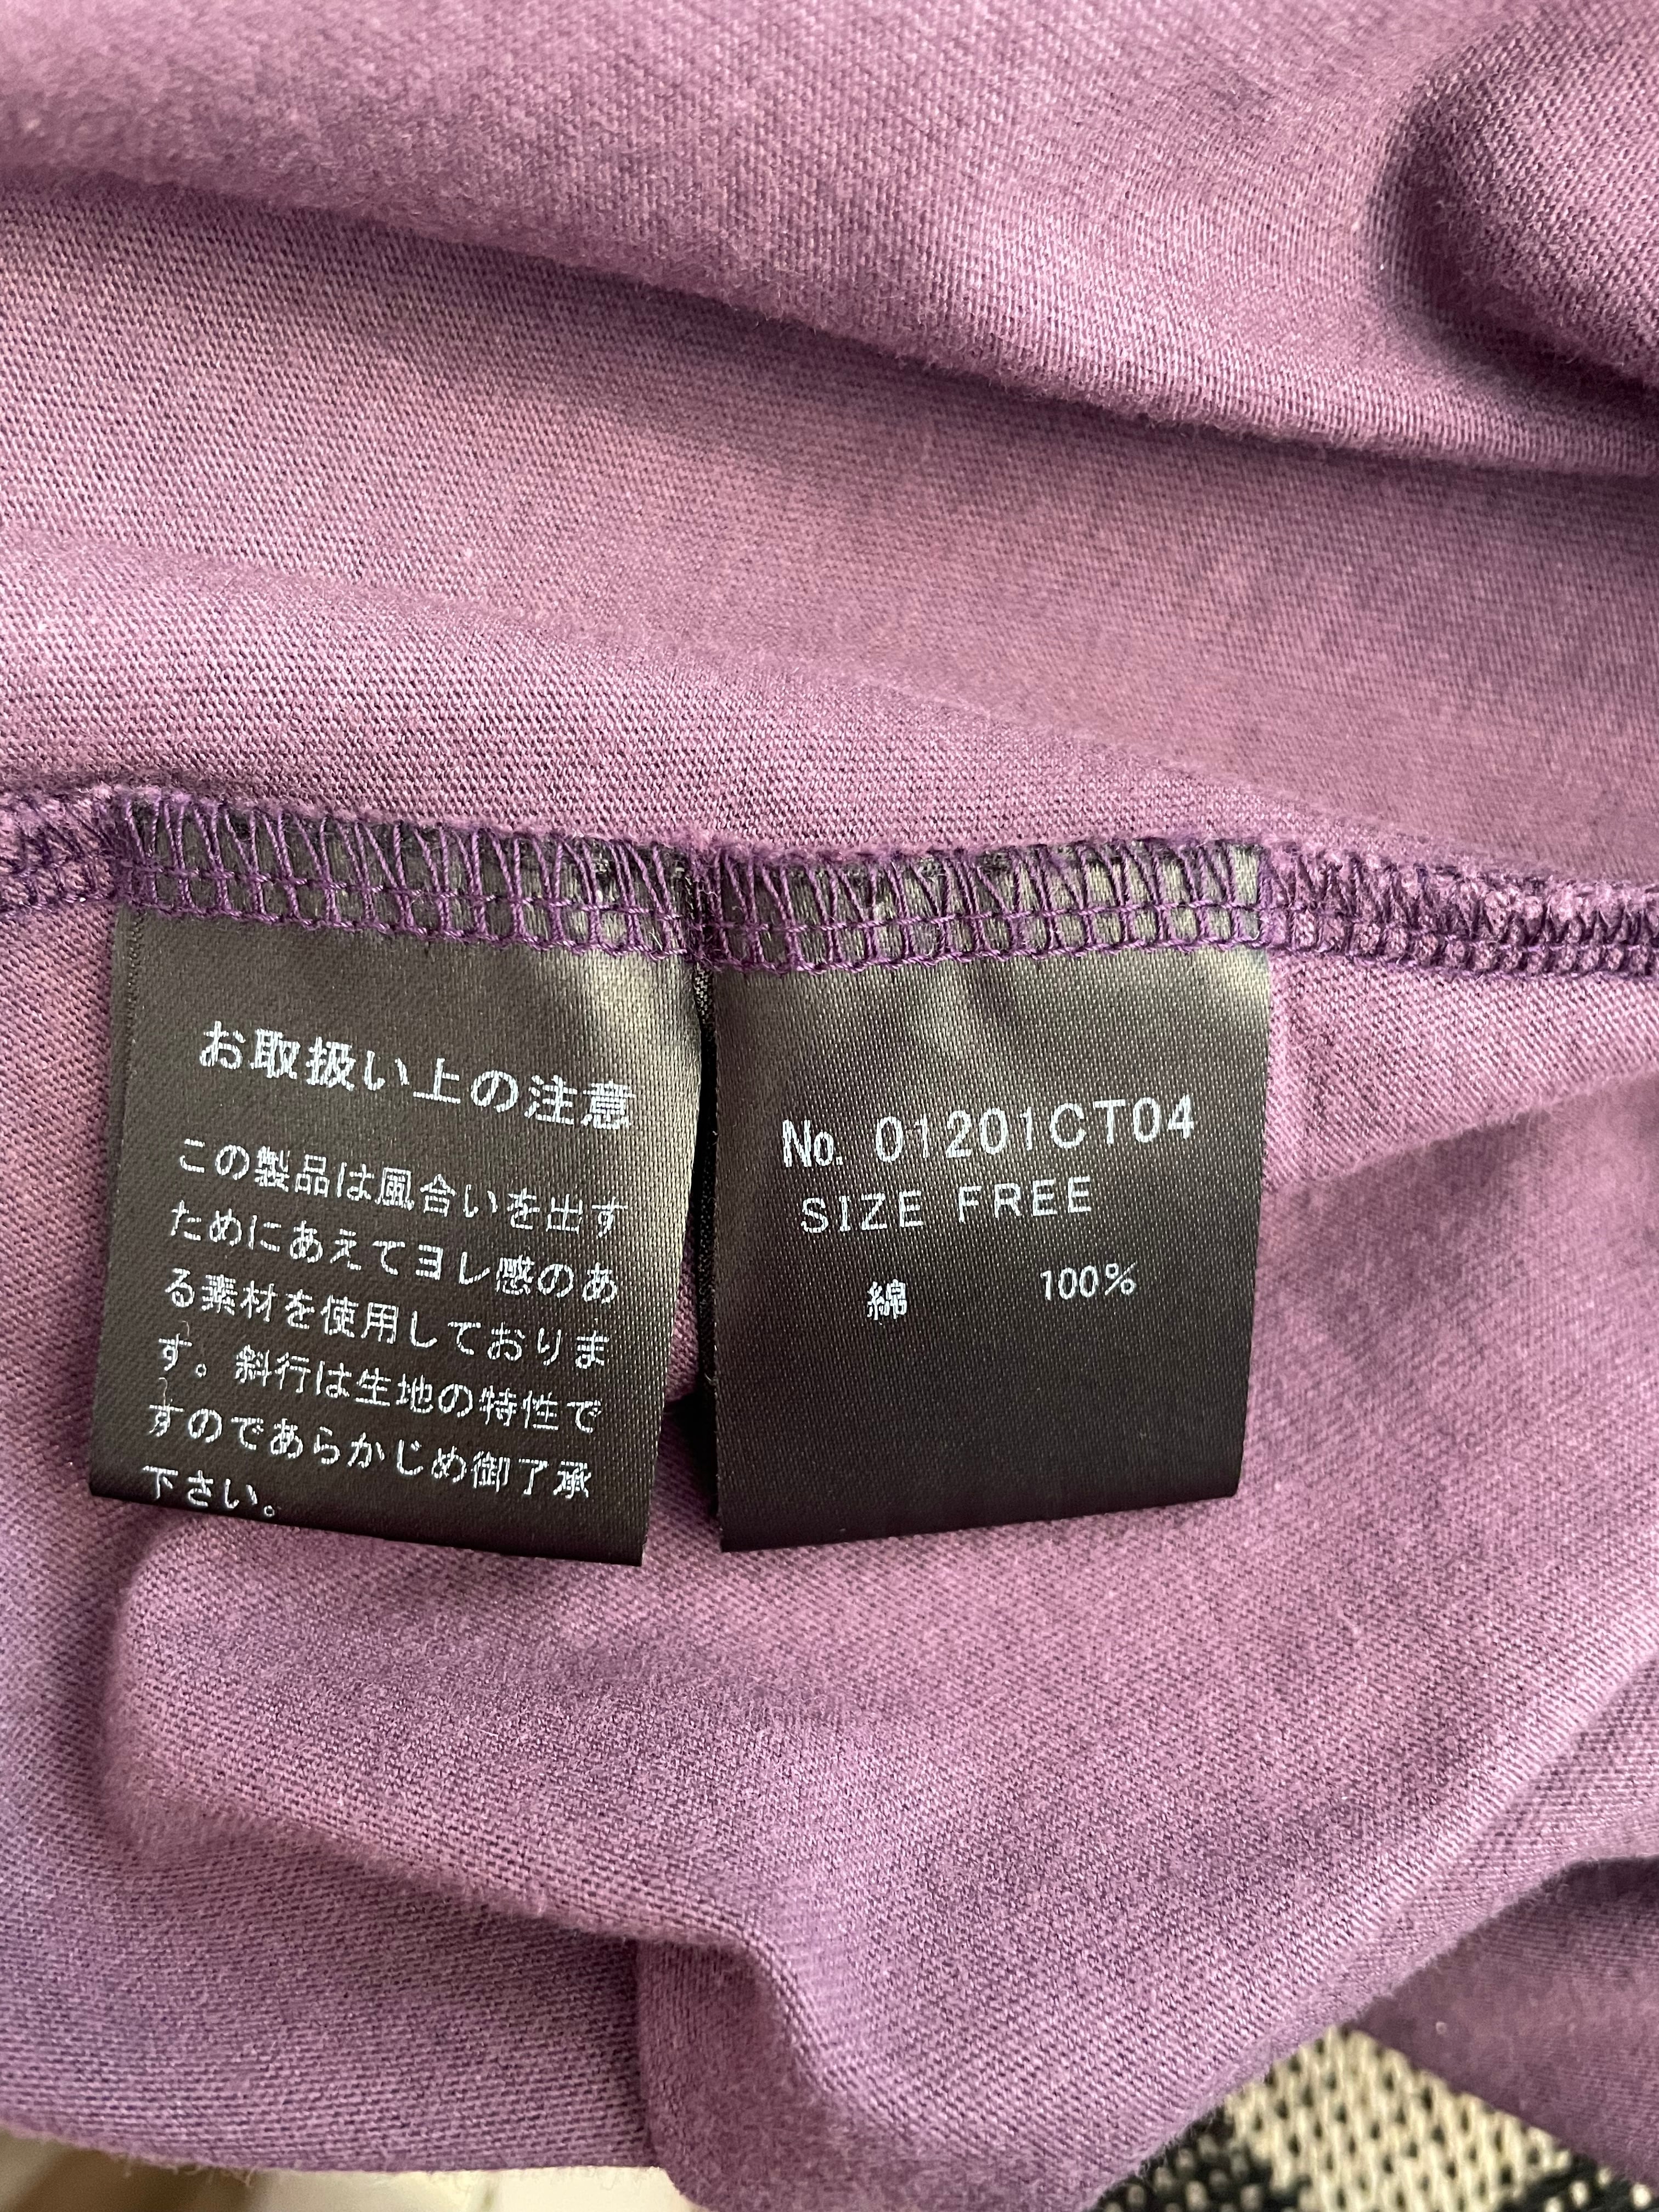 お取扱い上の注意
この製品は風合いを出す
ためにあえてヨレ感のあ
る素材を使用しておりま
す。斜行は生地の特性で
すのであらかじめ御了承
下さい。
No. 01201CT04
SIZE FREE
綿 100%